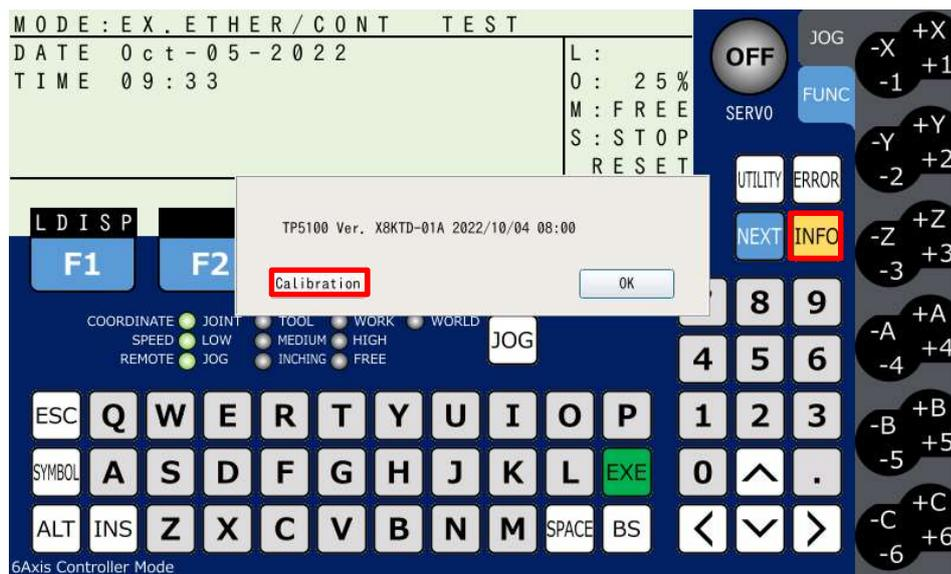 MODE:EX.ETHER/CONT TEST
DATE Oct-05-2022
TIME 09:33
L:
O: 25%
M:FREE
S:STOP
RESET
OFF
SERVO
JOG
FUNC
-X +X
-1 +1
-Y +Y
-2 +2
UTILITY ERROR
TP5100 Ver. X8KTD-01A 2022/10/04 08:00
Calibration OK
LDISP
F1 F2
NEXT INFO
-Z +Z
-3 +3
8 9
COORDINATE JOINT TOOL WORK WORLD
SPEED LOW MEDIUM HIGH
REMOTE JOG INCHING FREE
JOG
-A +A
-4 +4
4 5 6
ESC Q W E R T Y U I O P 1 2 3
-B +B
-5 +5
SYMBOL A S D F G H J K L EXE 0 .
ALT INS Z X C V B N M SPACE BS
-C +C
-6 +6
6Axis Controller Mode